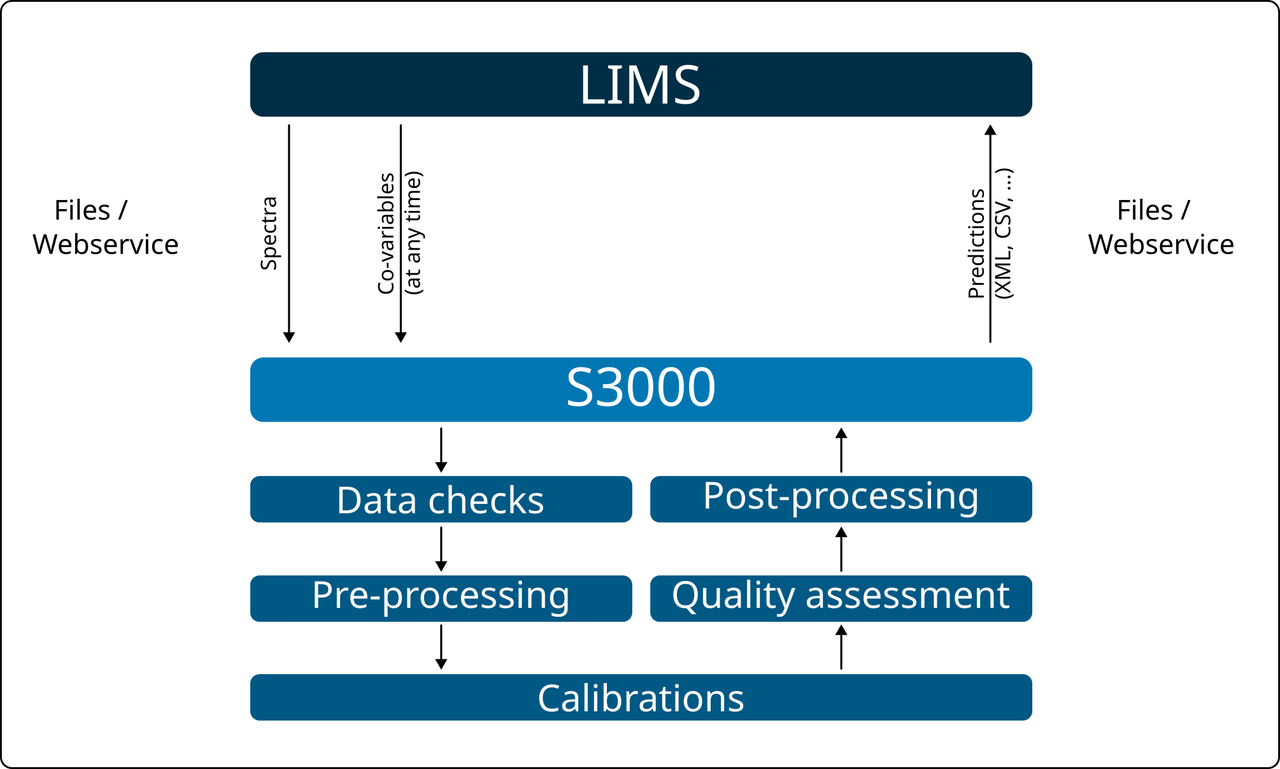 LIMS
Files /
Webservice
Spectra
Co-variables
(at any time)
Predictions
(XML, CSV, ...)
Files /
Webservice
S3000
Data checks
Post-processing
Pre-processing
Quality assessment
Calibrations